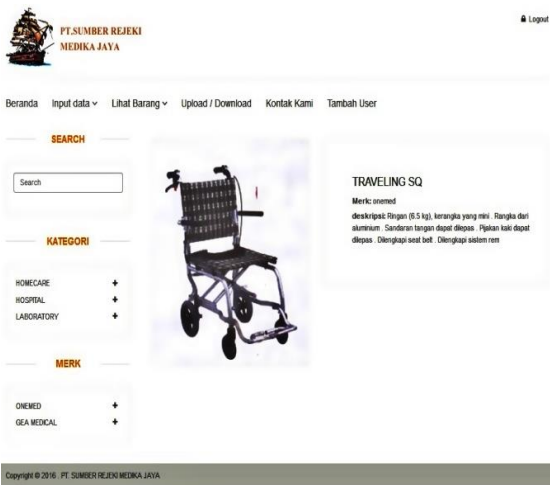 PT.SUMBER REJEKI
MEDIKA JAYA
Logout
Beranda Input data Lihat Barang Upload / Download Kontak Kami Tambah User
SEARCH
Search
KATEGORI
HOMECARE +
HOSPITAL +
LABORATORY +
MERK
ONEMED +
GEA MEDICAL +
TRAVELING SQ
Merk: onemed
deskripsi: Ringan (6.5 kg), kerangka yang mini . Rangka dari
aluminium . Sandaran tangan dapat dilepas . Pijakan kaki dapat
dilepas . Dilengkapi seat belt . Dilengkapi sistem rem
Copyright © 2016 . PT. SUMBER REJEKI MEDIKA JAYA